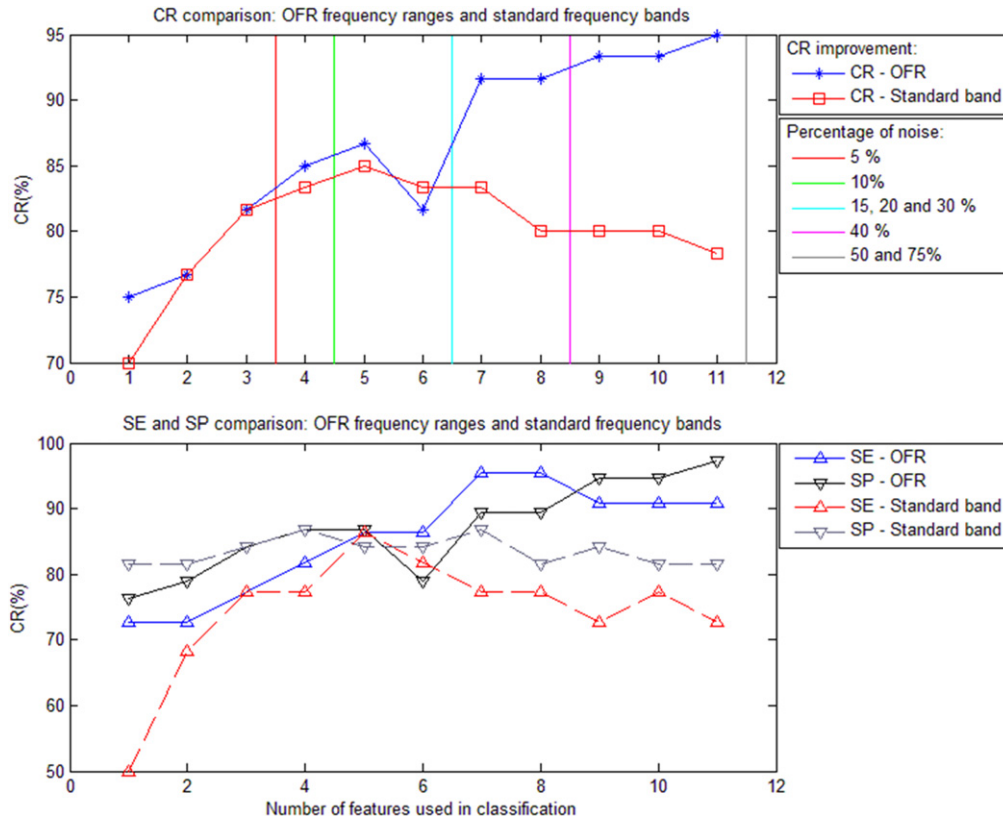 CR comparison: OFR frequency ranges and standard frequency bands
95
90
85
80
75
70
CR(%)
0 1 2 3 4 5 6 7 8 9 10 11 12
CR improvement:
CR - OFR
CR - Standard band
Percentage of noise:
5 %
10%
15, 20 and 30 %
40 %
50 and 75%
SE and SP comparison: OFR frequency ranges and standard frequency bands
100
90
80
70
60
50
CR(%)
0 2 4 6 8 10 12
Number of features used in classification
SE - OFR
SP - OFR
SE - Standard band
SP - Standard band